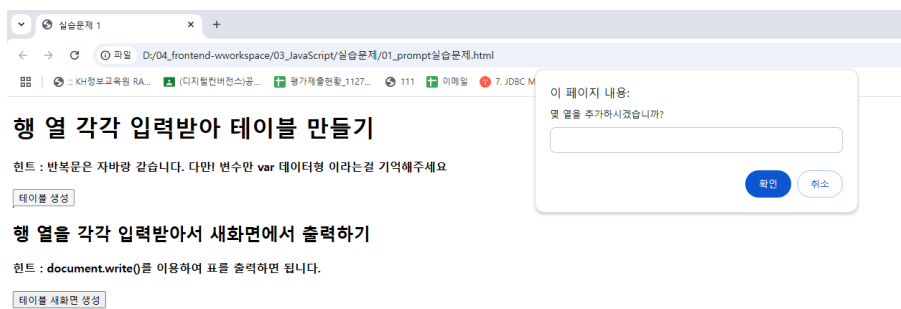 실습문제 1
파일 D:/04_frontend-wworkspace/03_JavaScript/실습문제/01_prompt실습문제.html
:: KH정보교육원 RA... (디지털컨버전스)공... 평가제출현황_1127... 111 이메일 7. JDBC M
이 페이지 내용:
몇 열을 추가하시겠습니까?
확인 취소
행 열 각각 입력받아 테이블 만들기
힌트 : 반복문은 자바랑 같습니다. 다만! 변수만 var 데이터형 이라는걸 기억해주세요
테이블 생성
행 열을 각각 입력받아서 새화면에서 출력하기
힌트 : document.write()를 이용하여 표를 출력하면 됩니다.
테이블 새화면 생성